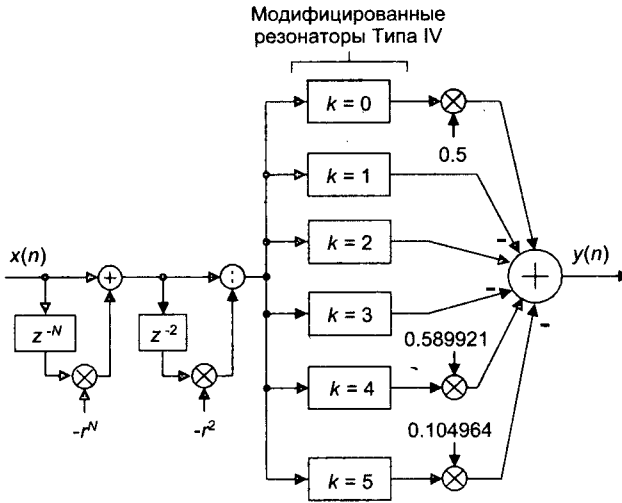 Модифицированные
резонаторы Типа IV
k = 0
0.5
k = 1
k = 2
x(n)
y(n)
z^-N
z^-2
k = 3
0.589921
k = 4
-r^N
-r^2
0.104964
k = 5